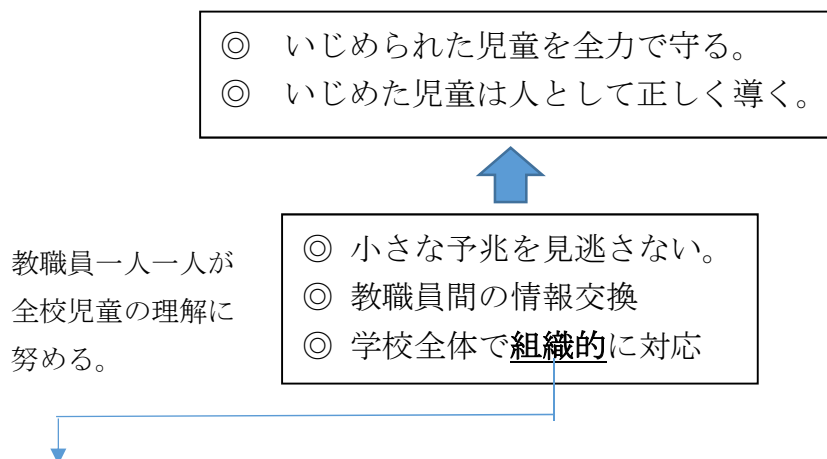 ◎　いじめられた児童を全力で守る。
◎　いじめた児童は人として正しく導く。
教職員一人一人が
全校児童の理解に
努める。
◎ 小さな予兆を見逃さない。
◎ 教職員間の情報交換
◎ 学校全体で組織的に対応